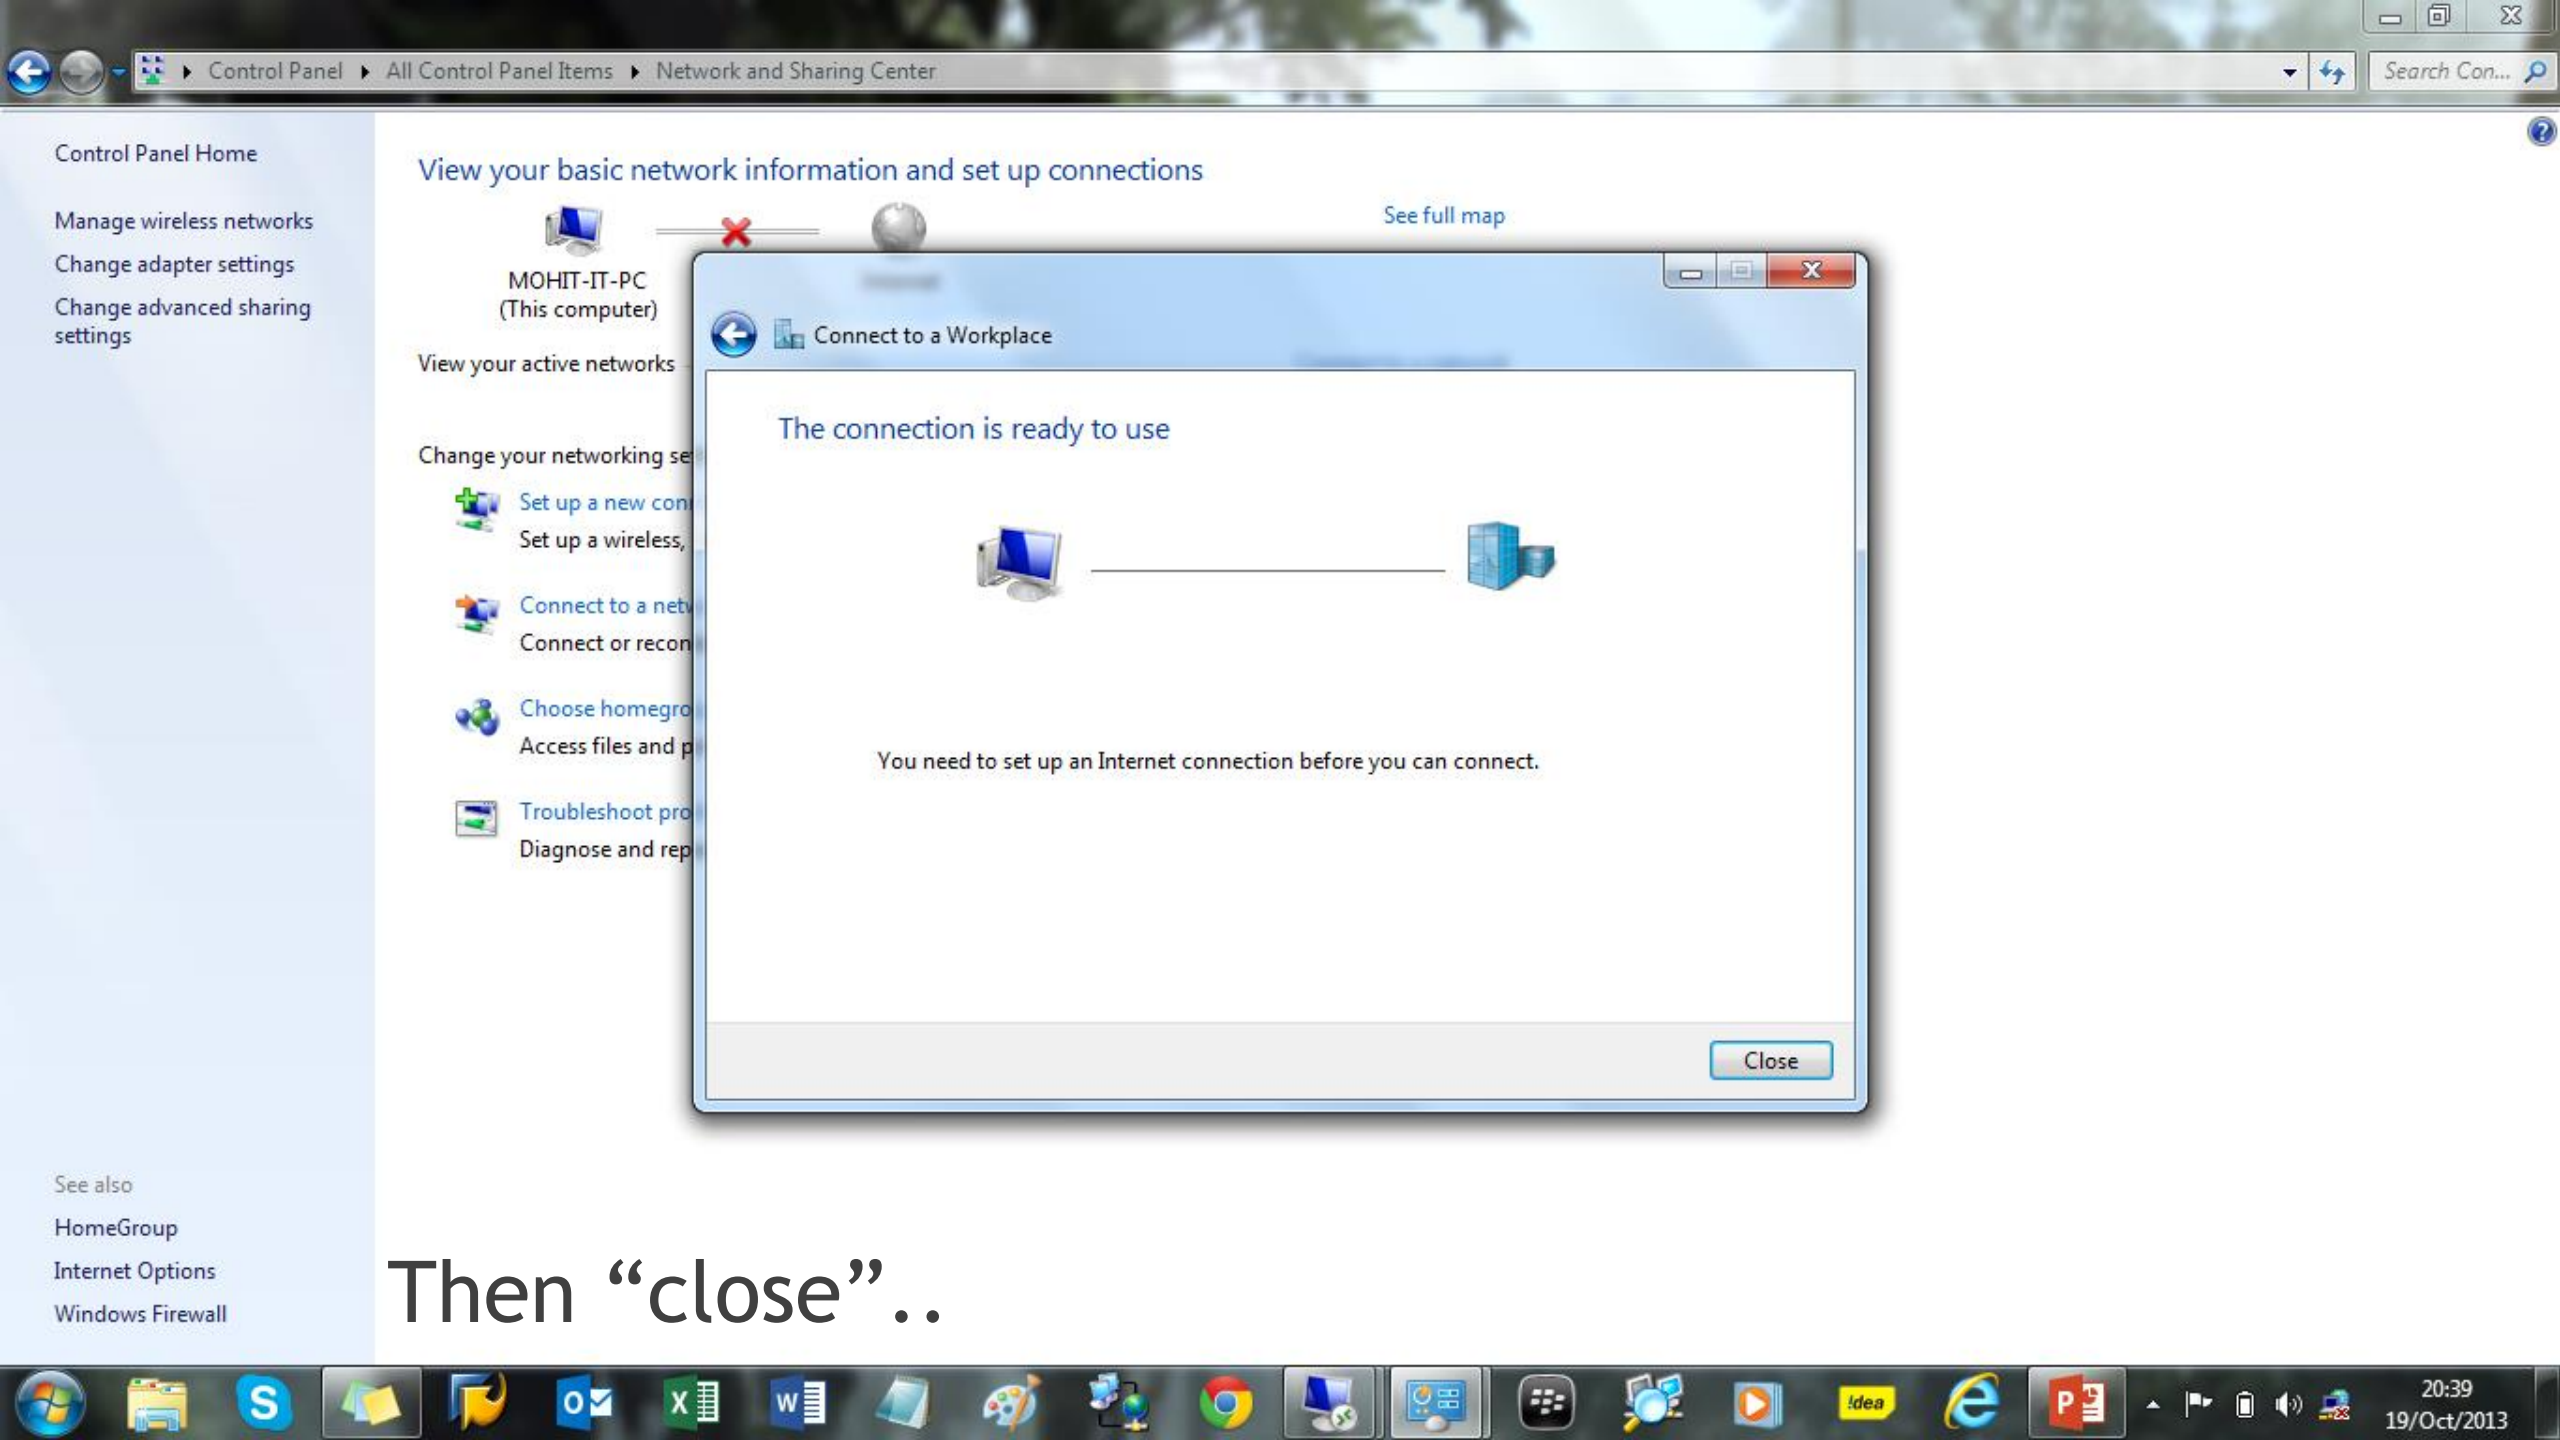 Control Panel ▸ All Control Panel Items ▸ Network and Sharing Center
Search Con...
Control Panel Home
Manage wireless networks
Change adapter settings
Change advanced sharing
settings
View your basic network information and set up connections
See full map
MOHIT-IT-PC
(This computer)
View your active networks
Change your networking se
Set up a new con
Set up a wireless,
Connect to a net
Connect or recon
Choose homegro
Access files and p
Troubleshoot pro
Diagnose and rep
Connect to a Workplace
The connection is ready to use
You need to set up an Internet connection before you can connect.
Close
See also
HomeGroup
Internet Options
Windows Firewall
Then “close”..
!dea
20:39
19/Oct/2013